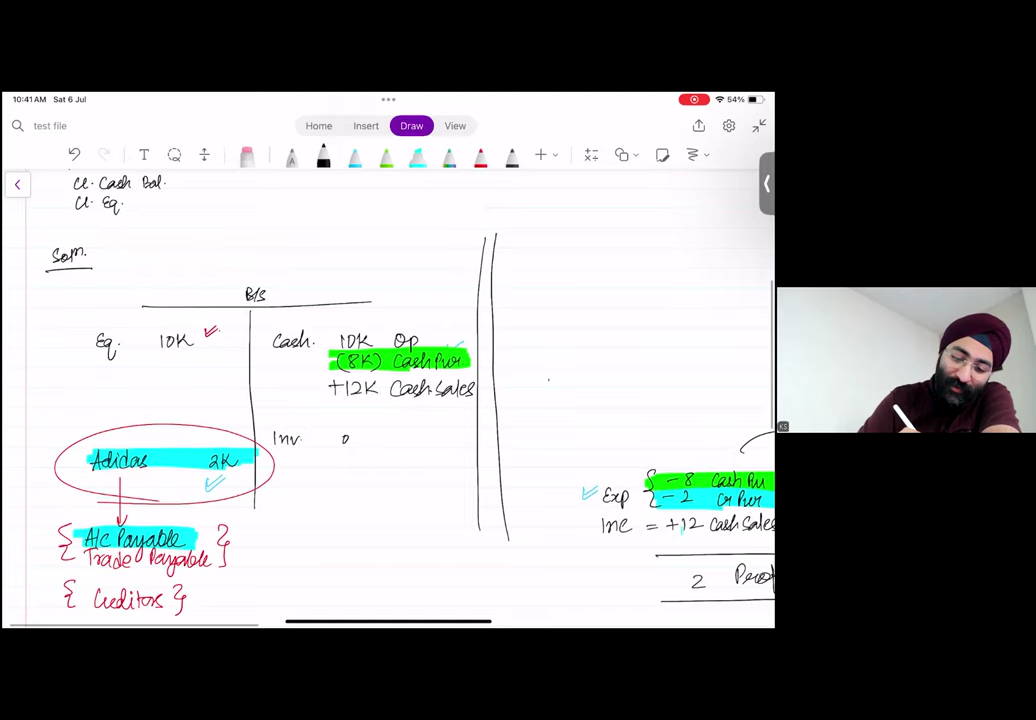 10:41 AM Sat 6 Jul
54%
test file
Home Insert Draw View
Cl. Cash Bal.
Cl. Eq.
Soln.
B/S
Eq. 10K
Cash. 10K Op
(8K) Cash Pur.
+12K Cash Sales
Inv. 0
Adidas 2K
A/c Payable
Trade Payable
{ Creditors }
Exp { - 8 Cash Pu
- 2 Cr Pur
Inc = +12 Cash Sales
2 Prof
KS